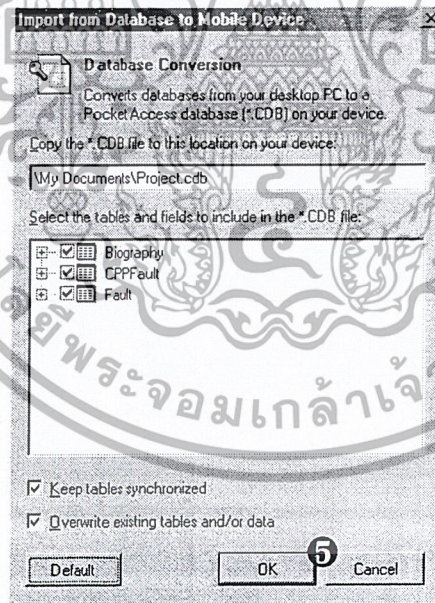 Import from Database to Mobile Device
Database Conversion
Converts databases from your desktop PC to a
PocketAccess database (*.CDB) on your device.
Copy the *.CDB file to this location on your device:
\My Documents\Project.cdb
Select the tables and fields to include in the *.CDB file:
Biography
CPPFault
Fault
พระจอมเกล้าเจ้า
Keep tables synchronized
Overwrite existing tables and/or data
5
Default
OK
Cancel